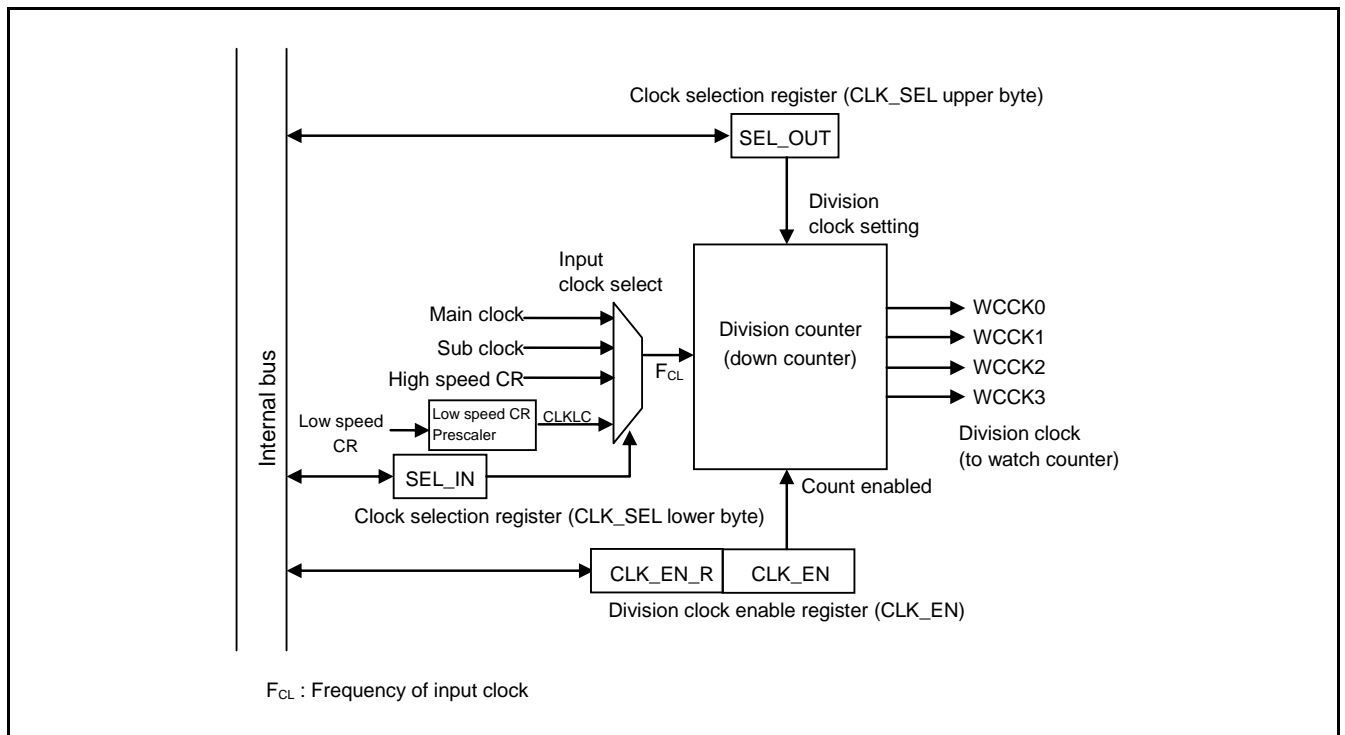 Clock selection register (CLK_SEL upper byte)
SEL_OUT
Division
clock setting
Input
clock select
Main clock
Sub clock
High speed CR
Low speed
CR
Low speed CR
Prescaler
CLKLC
F_CL
Division counter
(down counter)
WCCK0
WCCK1
WCCK2
WCCK3
Division clock
(to watch counter)
Internal bus
SEL_IN
Count enabled
Clock selection register (CLK_SEL lower byte)
CLK_EN_R
CLK_EN
Division clock enable register (CLK_EN)
F_CL : Frequency of input clock